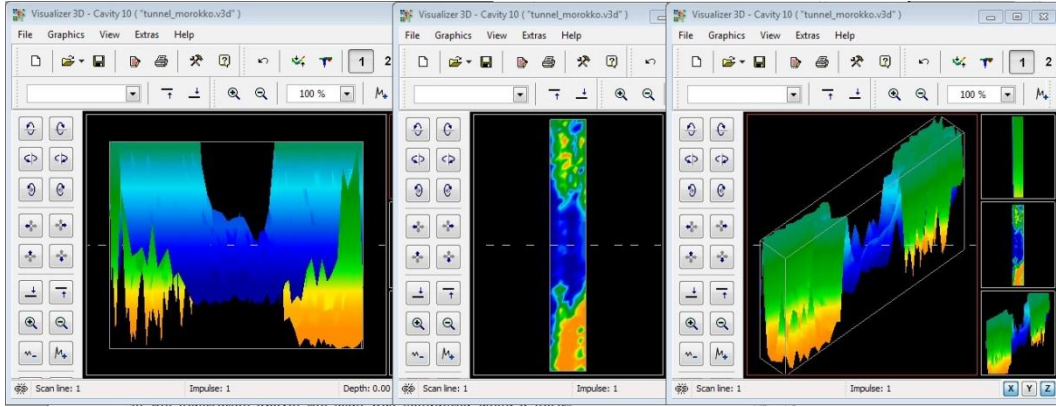 Visualizer 3D - Cavity 10 ( "tunnel_morokko.v3d" )
File Graphics View Extras Help
1 2
100 %
M+
Scan line: 1 Impulse: 1 Depth: 0.00
Visualizer 3D - Cavity 10 ( "tunnel_morokko.v3d" )
File Graphics View Extras Help
Scan line: 1 Impulse: 1
Visualizer 3D - Cavity 10 ( "tunnel_morokko.v3d" )
File Graphics View Extras Help
1 2
100 %
M+
Scan line: 1 Impulse: 1 X Y Z